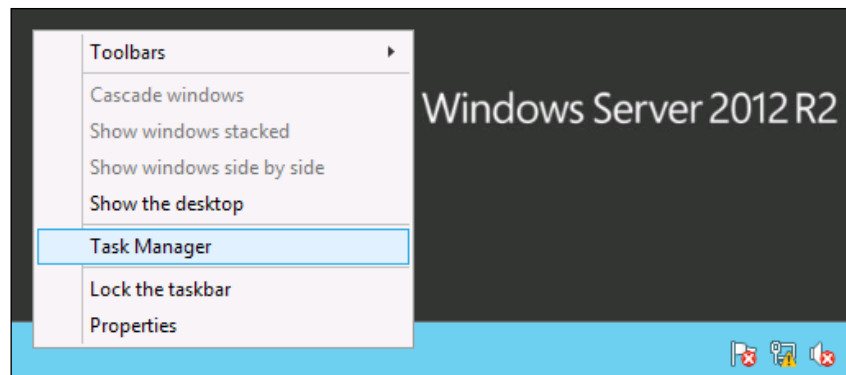 Toolbars
Cascade windows
Show windows stacked
Show windows side by side
Show the desktop
Task Manager
Lock the taskbar
Properties
Windows Server 2012 R2